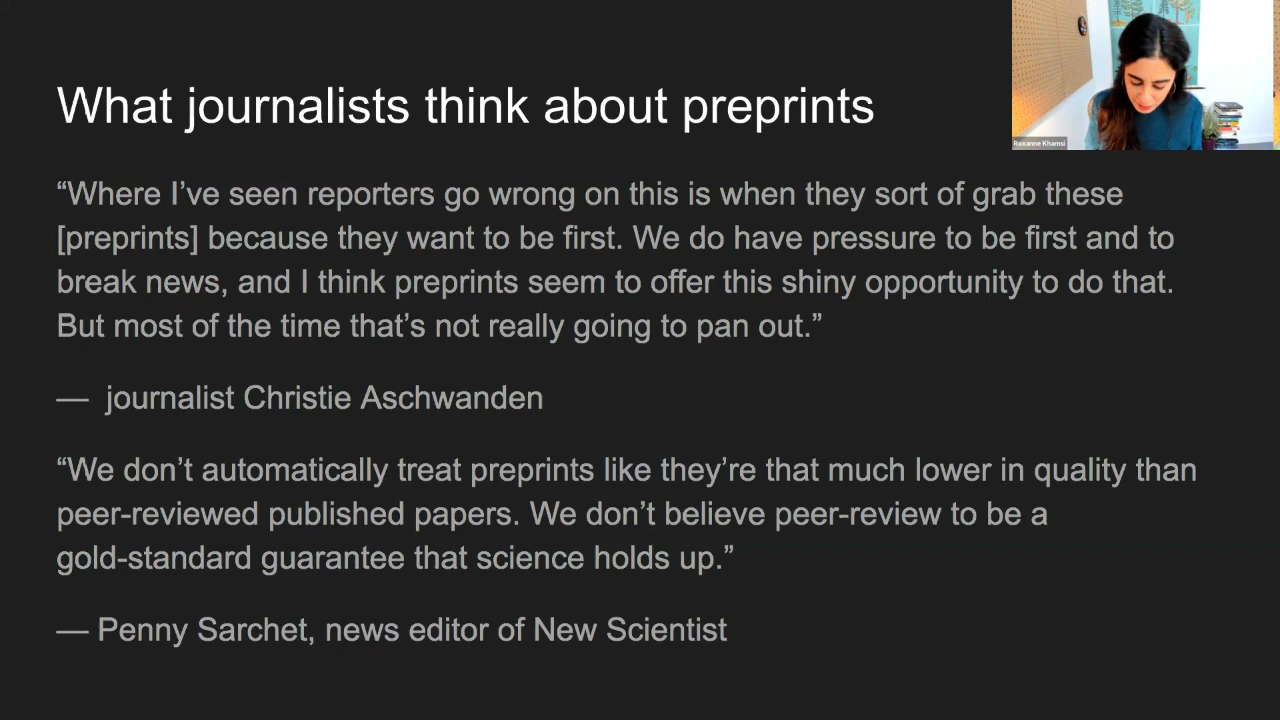 What journalists think about preprints
Roxanne Khamsi
“Where I’ve seen reporters go wrong on this is when they sort of grab these
[preprints] because they want to be first. We do have pressure to be first and to
break news, and I think preprints seem to offer this shiny opportunity to do that.
But most of the time that’s not really going to pan out.”
— journalist Christie Aschwanden
“We don’t automatically treat preprints like they’re that much lower in quality than
peer-reviewed published papers. We don’t believe peer-review to be a
gold-standard guarantee that science holds up.”
— Penny Sarchet, news editor of New Scientist